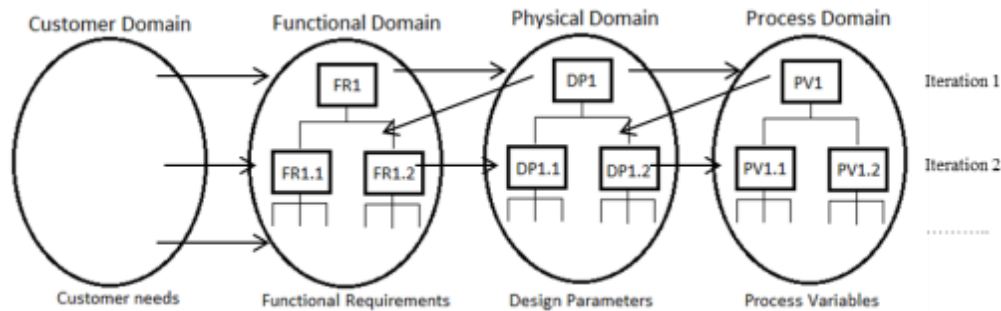 Customer Domain
Functional Domain
Physical Domain
Process Domain
FR1
DP1
PV1
Iteration 1
FR1.1
FR1.2
DP1.1
DP1.2
PV1.1
PV1.2
Iteration 2
...........
Customer needs
Functional Requirements
Design Parameters
Process Variables